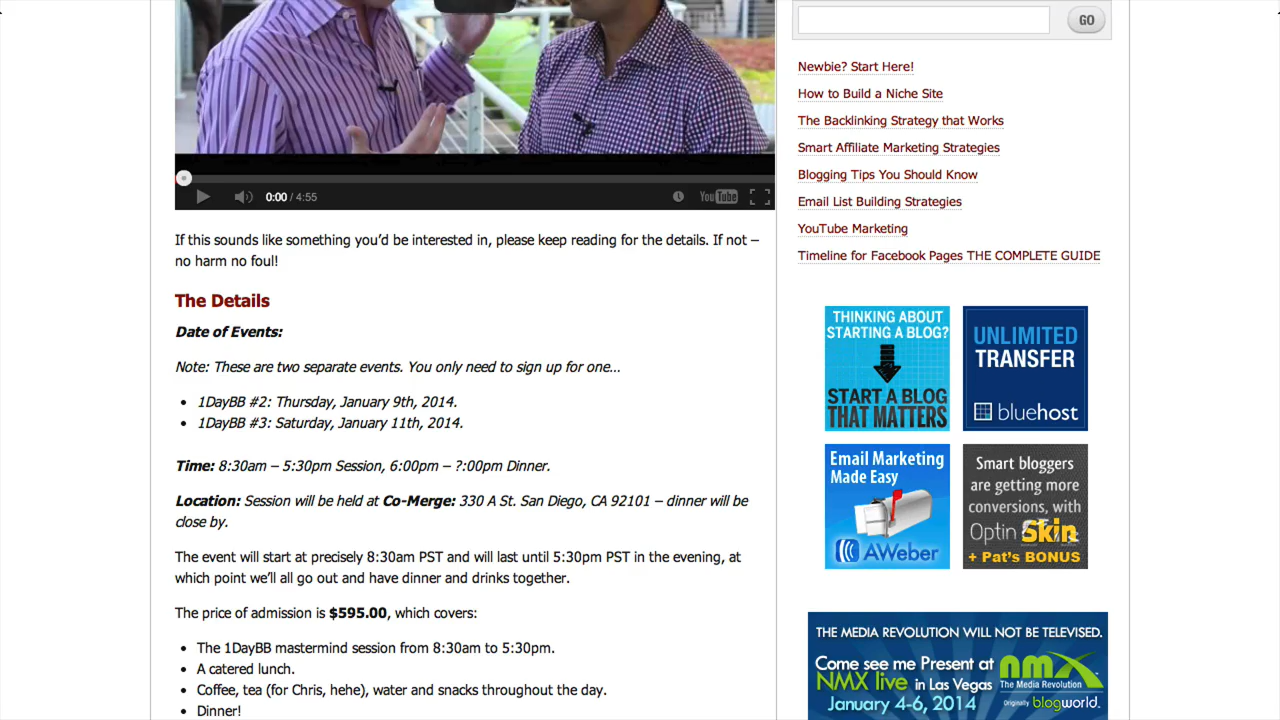 GO
Newbie? Start Here!
How to Build a Niche Site
The Backlinking Strategy that Works
Smart Affiliate Marketing Strategies
Blogging Tips You Should Know
Email List Building Strategies
YouTube Marketing
Timeline for Facebook Pages THE COMPLETE GUIDE
0:00 / 4:55
YouTube
If this sounds like something you’d be interested in, please keep reading for the details. If not –
no harm no foul!
The Details
Date of Events:
Note: These are two separate events. You only need to sign up for one…
• 1DayBB #2: Thursday, January 9th, 2014.
• 1DayBB #3: Saturday, January 11th, 2014.
Time: 8:30am – 5:30pm Session, 6:00pm – ?:00pm Dinner.
Location: Session will be held at Co-Merge: 330 A St. San Diego, CA 92101 – dinner will be
close by.
The event will start at precisely 8:30am PST and will last until 5:30pm PST in the evening, at
which point we’ll all go out and have dinner and drinks together.
The price of admission is $595.00, which covers:
• The 1DayBB mastermind session from 8:30am to 5:30pm.
• A catered lunch.
• Coffee, tea (for Chris, hehe), water and snacks throughout the day.
• Dinner!
THINKING ABOUT
STARTING A BLOG?
START A BLOG
THAT MATTERS
UNLIMITED
TRANSFER
bluehost
Email Marketing
Made Easy
AWeber
Smart bloggers
are getting more
conversions, with
Optin Skin
+ Pat's BONUS
THE MEDIA REVOLUTION WILL NOT BE TELEVISED.
Come see me Present at
NMX live in Las Vegas
January 4-6, 2014
nmx
The Media Revolution
Originally blogworld